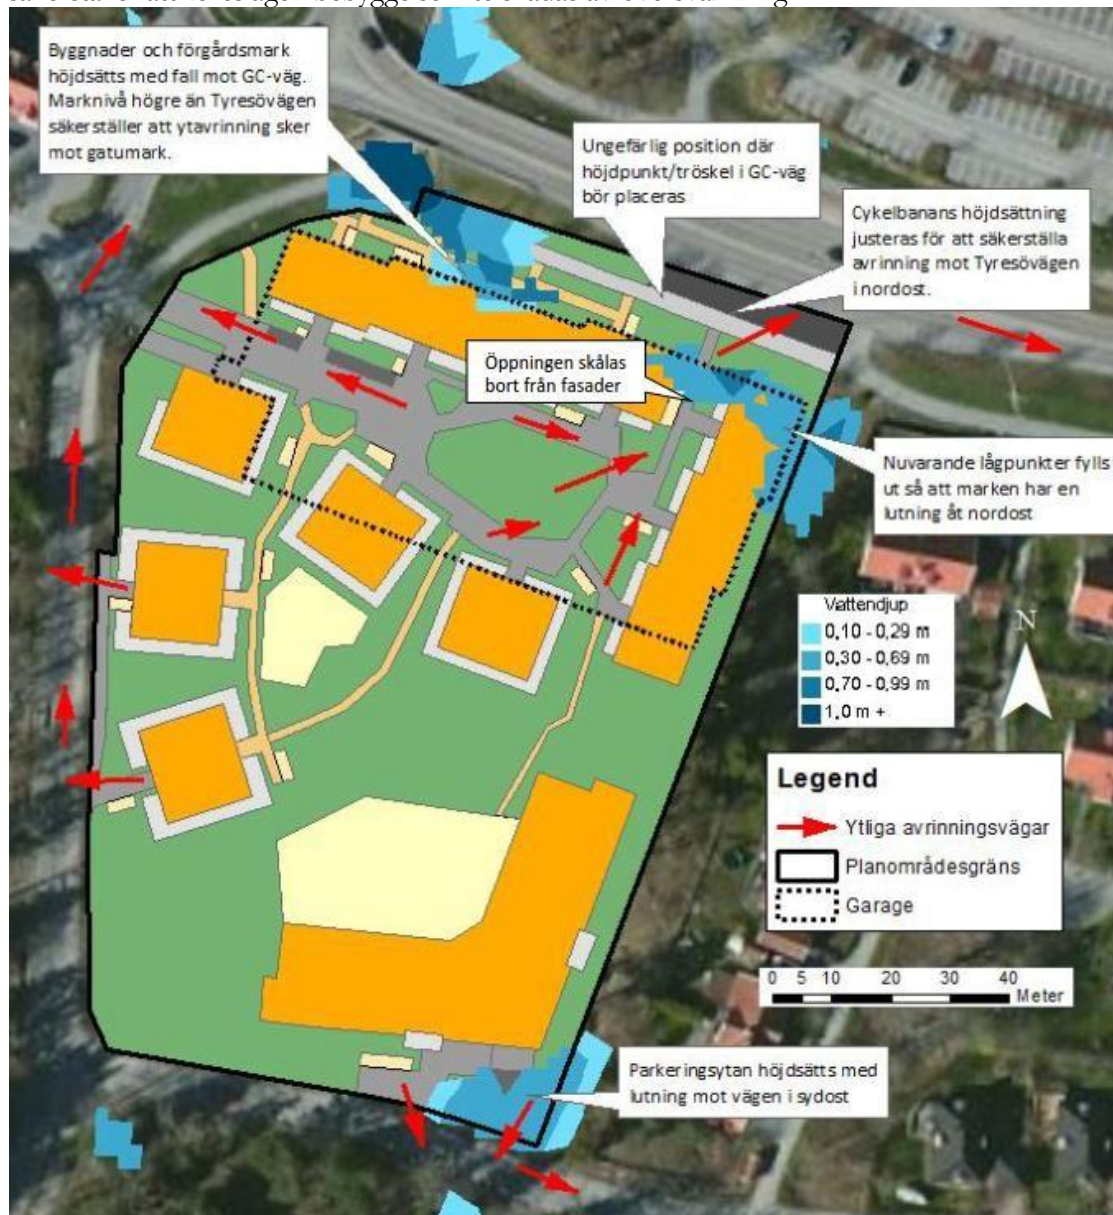 Byggnader och förgårdsmark
höjdsätts med fall mot GC-väg.
Marknivå högre än Tyresövägen
säkerställer att ytavrinning sker
mot gatumark.
Ungefärlig position där
höjdpunkt/tröskel i GC-väg
bör placeras
Cykelbanans höjdsättning
justeras för att säkerställa
avrinning mot Tyresövägen
i nordost.
Öppningen skålas
bort från fasader
Nuvarande lågpunkter fylls
ut så att marken har en
lutning åt nordost
Vattendjup
0,10 - 0,29 m
0,30 - 0,69 m
0,70 - 0,99 m
1,0 m +
N
Legend
Ytliga avrinningsvägar
Planområdesgräns
Garage
0 5 10 20 30 40
Meter
Parkeringsytan höjdsätts med
lutning mot vägen i sydost